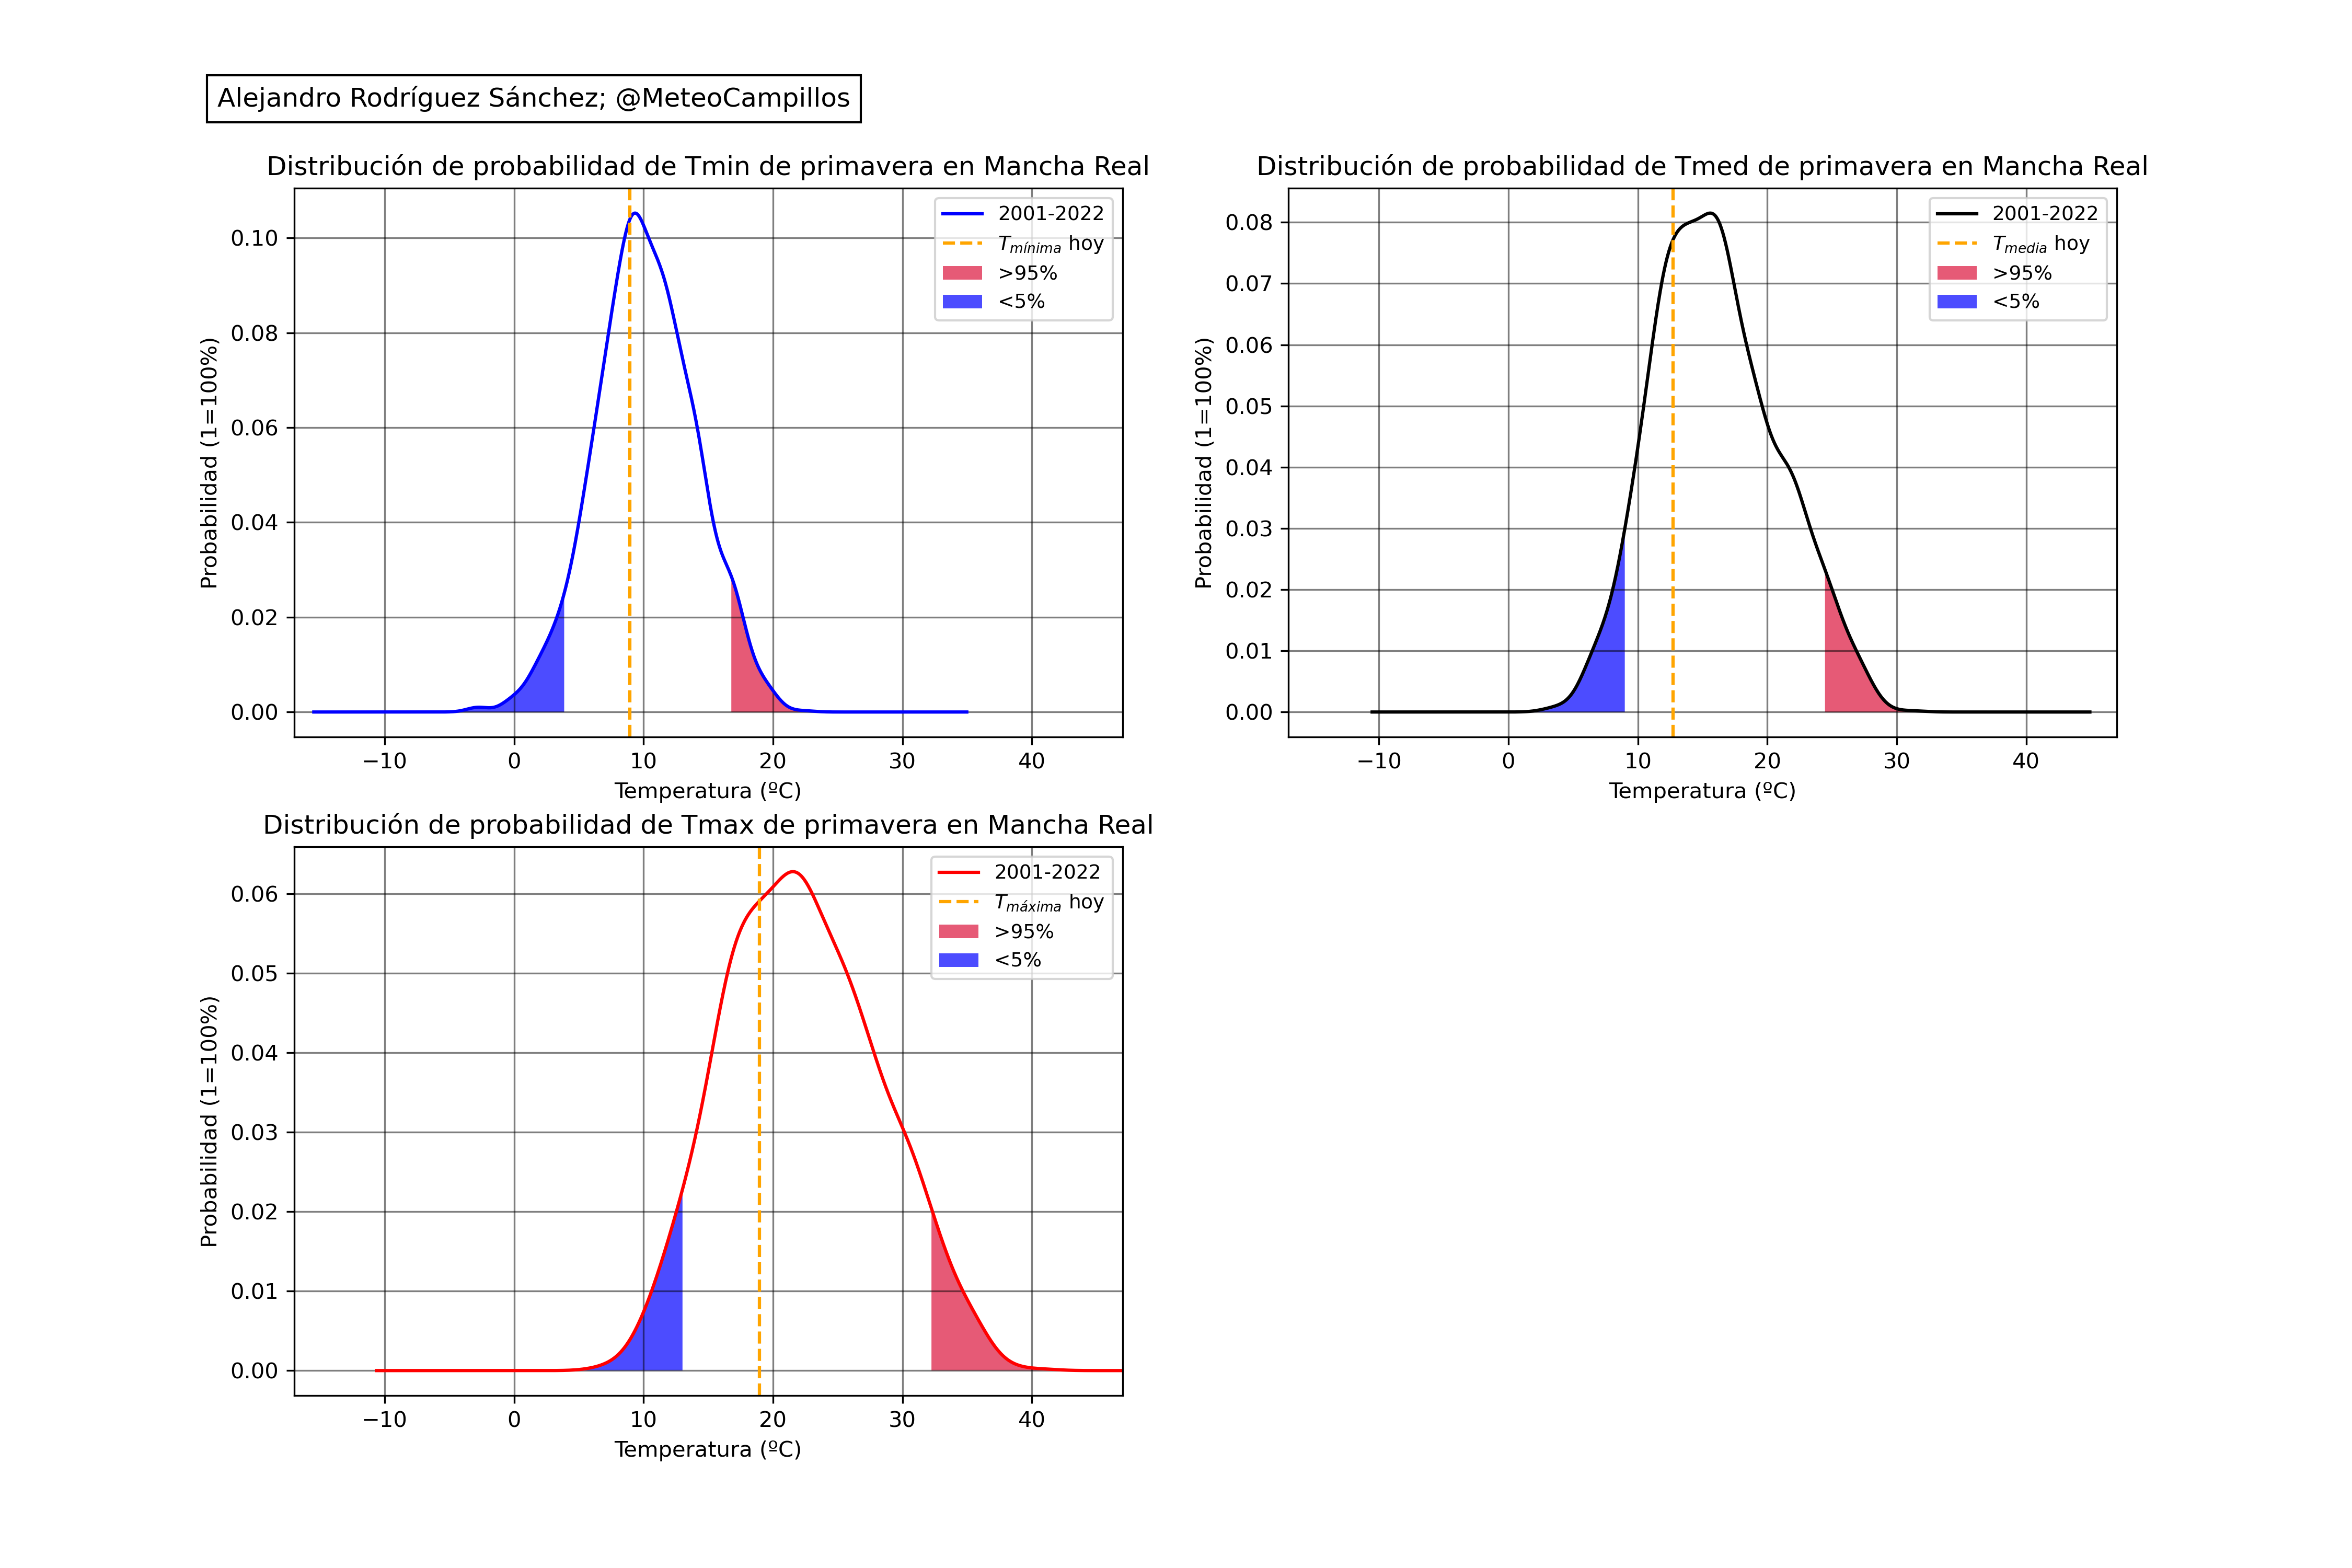 Alejandro Rodríguez Sánchez; @MeteoCampillos
Distribución de probabilidad de Tmin de primavera en Mancha Real
Probabilidad (1=100%)
0.10
0.08
0.06
0.04
0.02
0.00
−10 0 10 20 30 40
Temperatura (ºC)
2001-2022
Tmínima hoy
>95%
<5%
Distribución de probabilidad de Tmed de primavera en Mancha Real
Probabilidad (1=100%)
0.08
0.07
0.06
0.05
0.04
0.03
0.02
0.01
0.00
−10 0 10 20 30 40
Temperatura (ºC)
2001-2022
Tmedia hoy
>95%
<5%
Distribución de probabilidad de Tmax de primavera en Mancha Real
Probabilidad (1=100%)
0.06
0.05
0.04
0.03
0.02
0.01
0.00
−10 0 10 20 30 40
Temperatura (ºC)
2001-2022
Tmáxima hoy
>95%
<5%